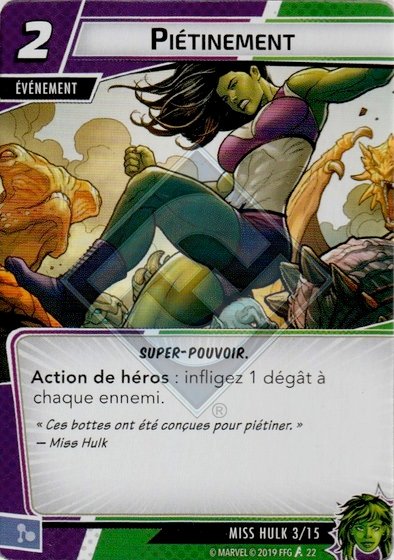 2
PIÉTINEMENT
ÉVÉNEMENT
SUPER-POUVOIR.
Action de héros : infligez 1 dégât à
chaque ennemi.
« Ces bottes ont été conçues pour piétiner. »
– Miss Hulk
®
MISS HULK 3/15
© MARVEL © 2019 FFG 22